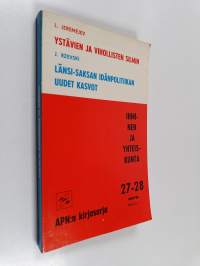 L. JEREMEJEV
YSTÄVIEN JA VIHOLLISTEN SILMIN
LÄNSI-SAKSAN IDÄNPOLITIIKAN
UUDET KASVOT
IHMI-
NEN
JA
YHTEIS-
KUNTA
27-28
APN:n kirjasarja